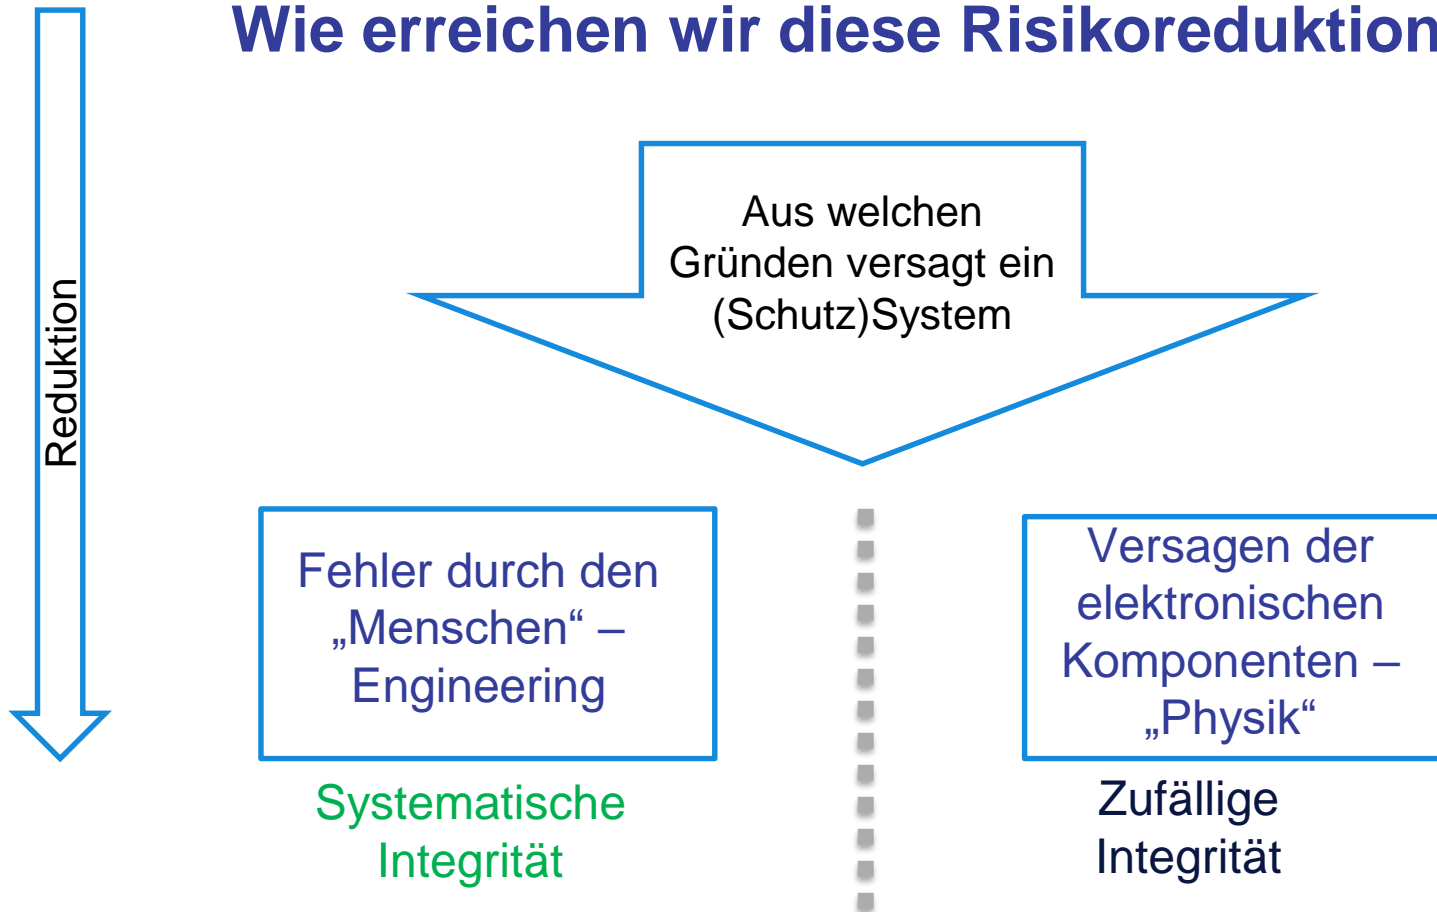 Wie erreichen wir diese Risikoreduktion
Aus welchen
Gründen versagt ein
(Schutz)System
Reduktion
Fehler durch den
„Menschen“ –
Engineering
Versagen der
elektronischen
Komponenten –
„Physik“
Systematische
Integrität
Zufällige
Integrität